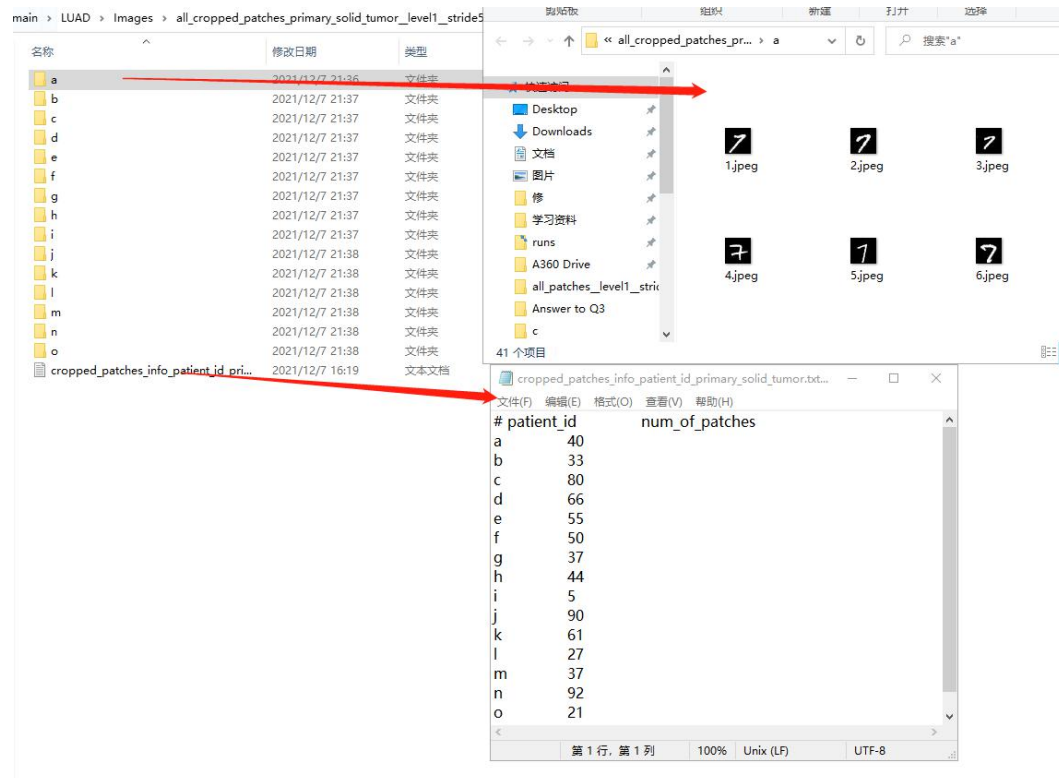 main › LUAD › Images › all_cropped_patches_primary_solid_tumor__level1__stride5
名称 修改日期 类型
a 2021/12/7 21:36 文件夹
b 2021/12/7 21:37 文件夹
c 2021/12/7 21:37 文件夹
d 2021/12/7 21:37 文件夹
e 2021/12/7 21:37 文件夹
f 2021/12/7 21:37 文件夹
g 2021/12/7 21:37 文件夹
h 2021/12/7 21:37 文件夹
i 2021/12/7 21:37 文件夹
j 2021/12/7 21:38 文件夹
k 2021/12/7 21:38 文件夹
l 2021/12/7 21:38 文件夹
m 2021/12/7 21:38 文件夹
n 2021/12/7 21:38 文件夹
o 2021/12/7 21:38 文件夹
cropped_patches_info_patient_id_pri... 2021/12/7 16:19 文本文档
剪贴板 组织 新建 打开 选择
« all_cropped_patches_pr... › a 搜索"a"
快速访问
Desktop
Downloads
文档
图片
修
学习资料
runs
A360 Drive
all_patches__level1__stric
Answer to Q3
c
7 7 7
1.jpeg 2.jpeg 3.jpeg
7 7 7
4.jpeg 5.jpeg 6.jpeg
41 个项目
cropped_patches_info_patient_id_primary_solid_tumor.txt...
文件(F) 编辑(E) 格式(O) 查看(V) 帮助(H)
# patient_id num_of_patches
a 40
b 33
c 80
d 66
e 55
f 50
g 37
h 44
i 5
j 90
k 61
l 27
m 37
n 92
o 21
第 1 行，第 1 列 100% Unix (LF) UTF-8